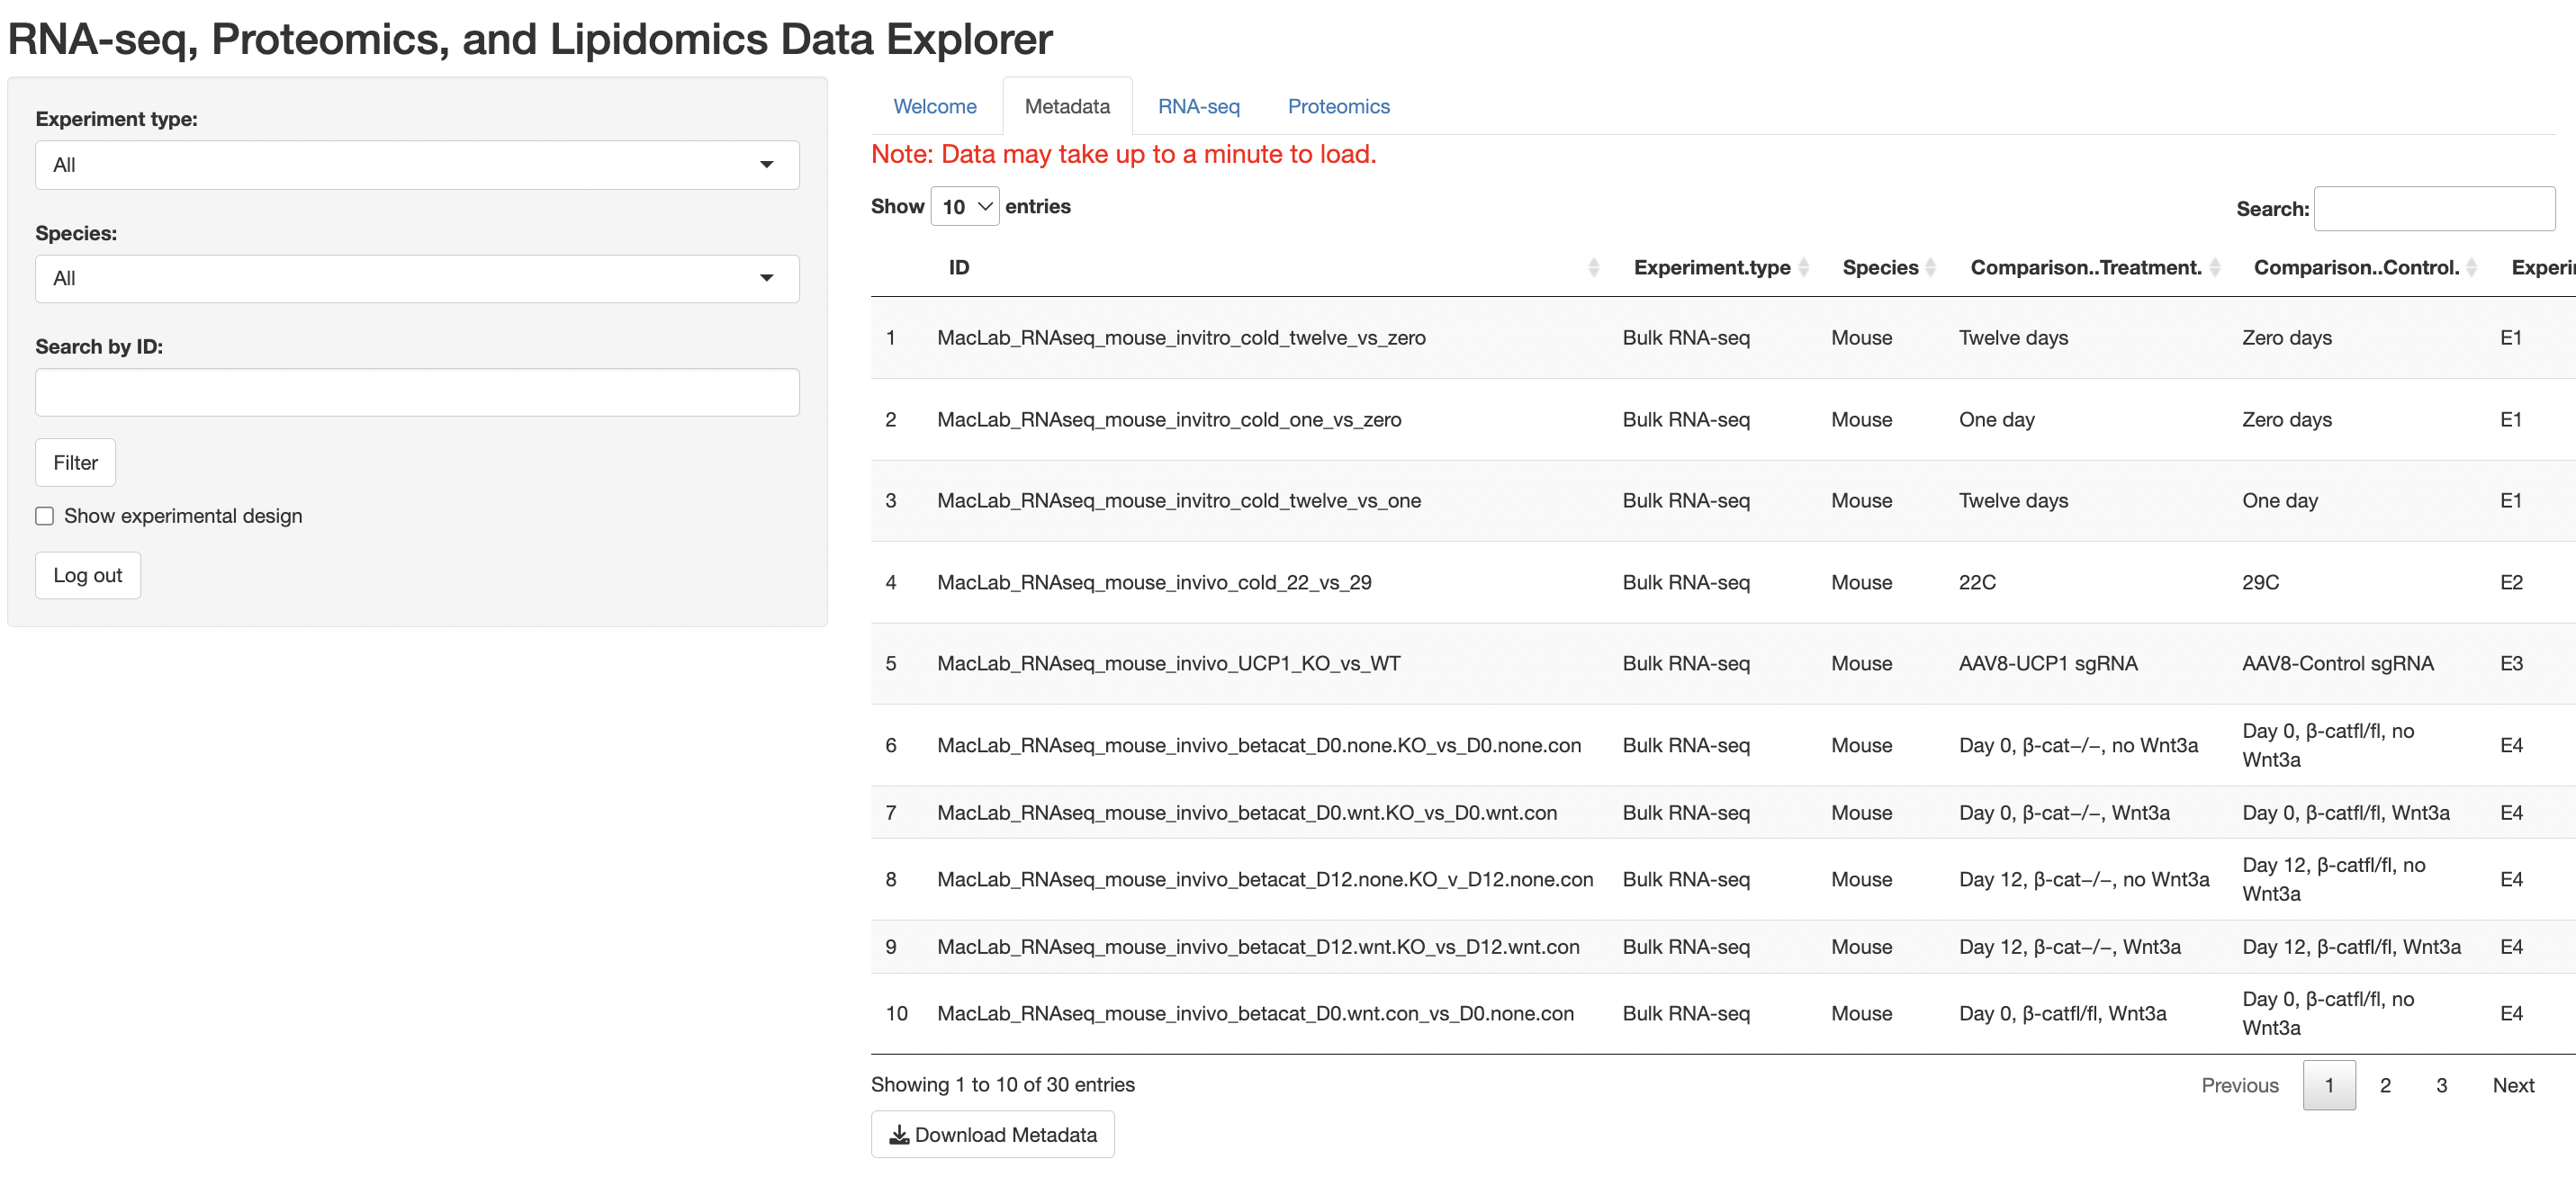 RNA-seq, Proteomics, and Lipidomics Data Explorer
Experiment type:
All
Species:
All
Search by ID:
Filter
Show experimental design
Log out
Welcome Metadata RNA-seq Proteomics
Note: Data may take up to a minute to load.
Show 10 entries Search:
ID Experiment.type Species Comparison..Treatment. Comparison..Control. Experi
1 MacLab_RNAseq_mouse_invitro_cold_twelve_vs_zero Bulk RNA-seq Mouse Twelve days Zero days E1
2 MacLab_RNAseq_mouse_invitro_cold_one_vs_zero Bulk RNA-seq Mouse One day Zero days E1
3 MacLab_RNAseq_mouse_invitro_cold_twelve_vs_one Bulk RNA-seq Mouse Twelve days One day E1
4 MacLab_RNAseq_mouse_invivo_cold_22_vs_29 Bulk RNA-seq Mouse 22C 29C E2
5 MacLab_RNAseq_mouse_invivo_UCP1_KO_vs_WT Bulk RNA-seq Mouse AAV8-UCP1 sgRNA AAV8-Control sgRNA E3
6 MacLab_RNAseq_mouse_invivo_betacat_D0.none.KO_vs_D0.none.con Bulk RNA-seq Mouse Day 0, β-cat−/−, no Wnt3a Day 0, β-catfl/fl, no
Wnt3a E4
7 MacLab_RNAseq_mouse_invivo_betacat_D0.wnt.KO_vs_D0.wnt.con Bulk RNA-seq Mouse Day 0, β-cat−/−, Wnt3a Day 0, β-catfl/fl, Wnt3a E4
8 MacLab_RNAseq_mouse_invivo_betacat_D12.none.KO_v_D12.none.con Bulk RNA-seq Mouse Day 12, β-cat−/−, no Wnt3a Day 12, β-catfl/fl, no
Wnt3a E4
9 MacLab_RNAseq_mouse_invivo_betacat_D12.wnt.KO_vs_D12.wnt.con Bulk RNA-seq Mouse Day 12, β-cat−/−, Wnt3a Day 12, β-catfl/fl, Wnt3a E4
10 MacLab_RNAseq_mouse_invivo_betacat_D0.wnt.con_vs_D0.none.con Bulk RNA-seq Mouse Day 0, β-catfl/fl, Wnt3a Day 0, β-catfl/fl, no
Wnt3a E4
Showing 1 to 10 of 30 entries Previous 1 2 3 Next
Download Metadata